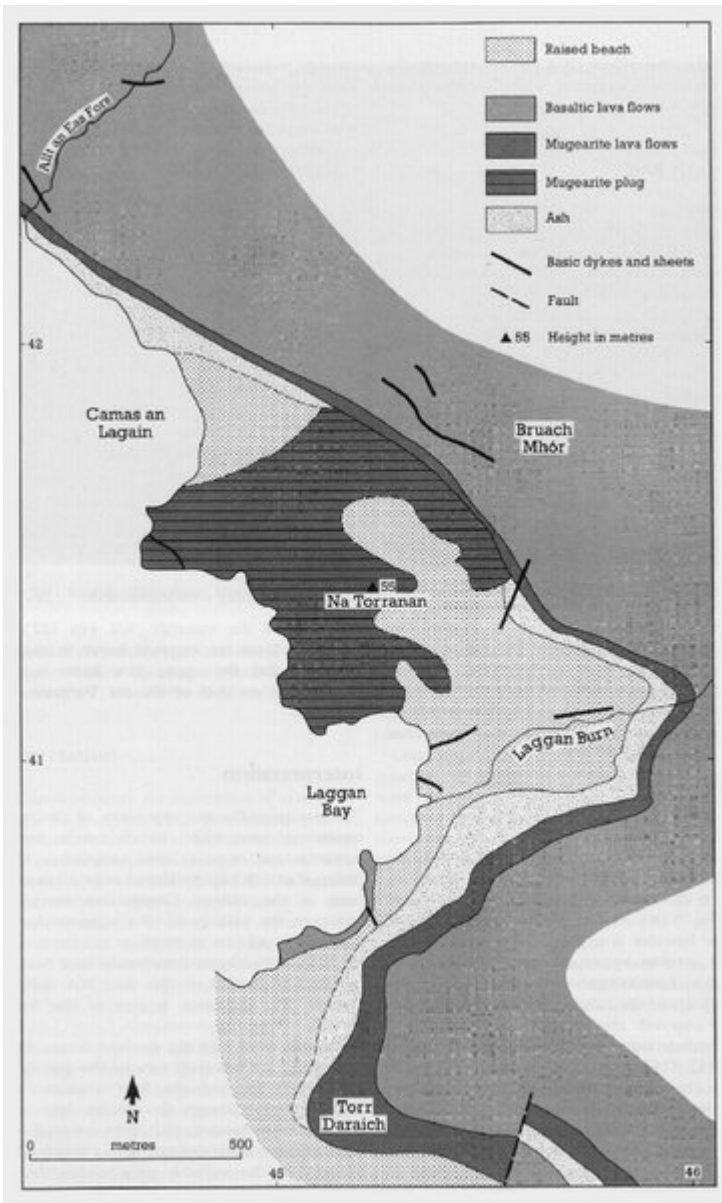 Raised beach
Basaltic lava flows
Mugearite lava flows
Mugearite plug
Ash
Basic dykes and sheets
Fault
55 Height in metres
Allt an Eas Fors
42
Camas an
Lagain
Bruach
Mhór
55
Na Torranan
Laggan Burn
41
Laggan
Bay
Torr
Daraich
N
0 metres 500
45
46